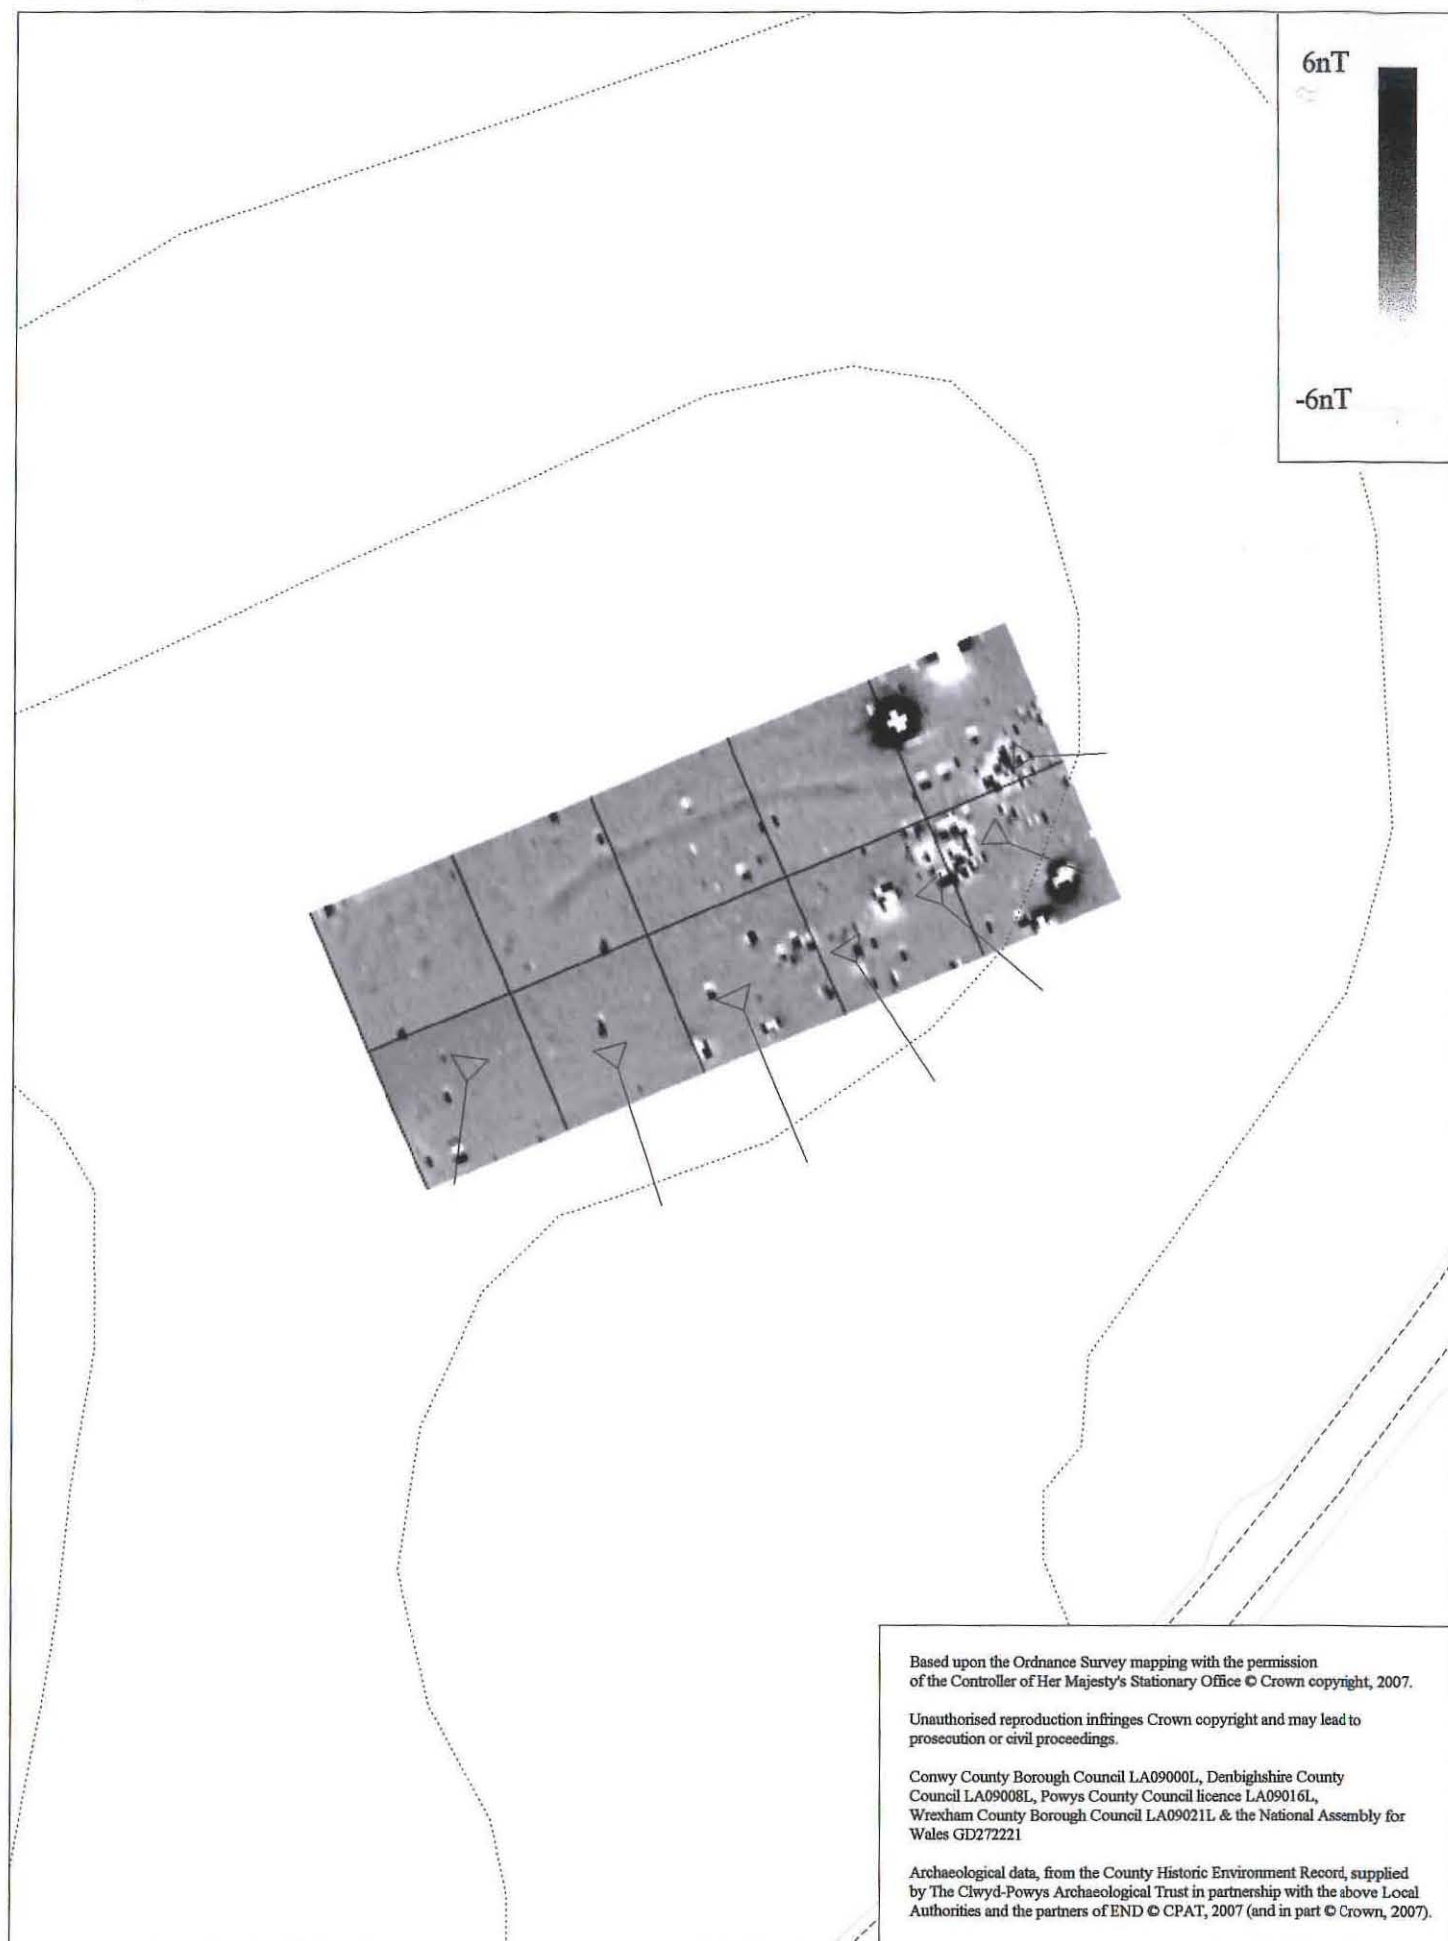 6nT
-6nT
Based upon the Ordnance Survey mapping with the permission
of the Controller of Her Majesty's Stationary Office © Crown copyright, 2007.
Unauthorised reproduction infringes Crown copyright and may lead to
prosecution or civil proceedings.
Conwy County Borough Council LA09000L, Denbighshire County
Council LA09008L, Powys County Council licence LA09016L,
Wrexham County Borough Council LA09021L & the National Assembly for
Wales GD272221
Archaeological data, from the County Historic Environment Record, supplied
by The Clwyd-Powys Archaeological Trust in partnership with the above Local
Authorities and the partners of END © CPAT, 2007 (and in part © Crown, 2007).